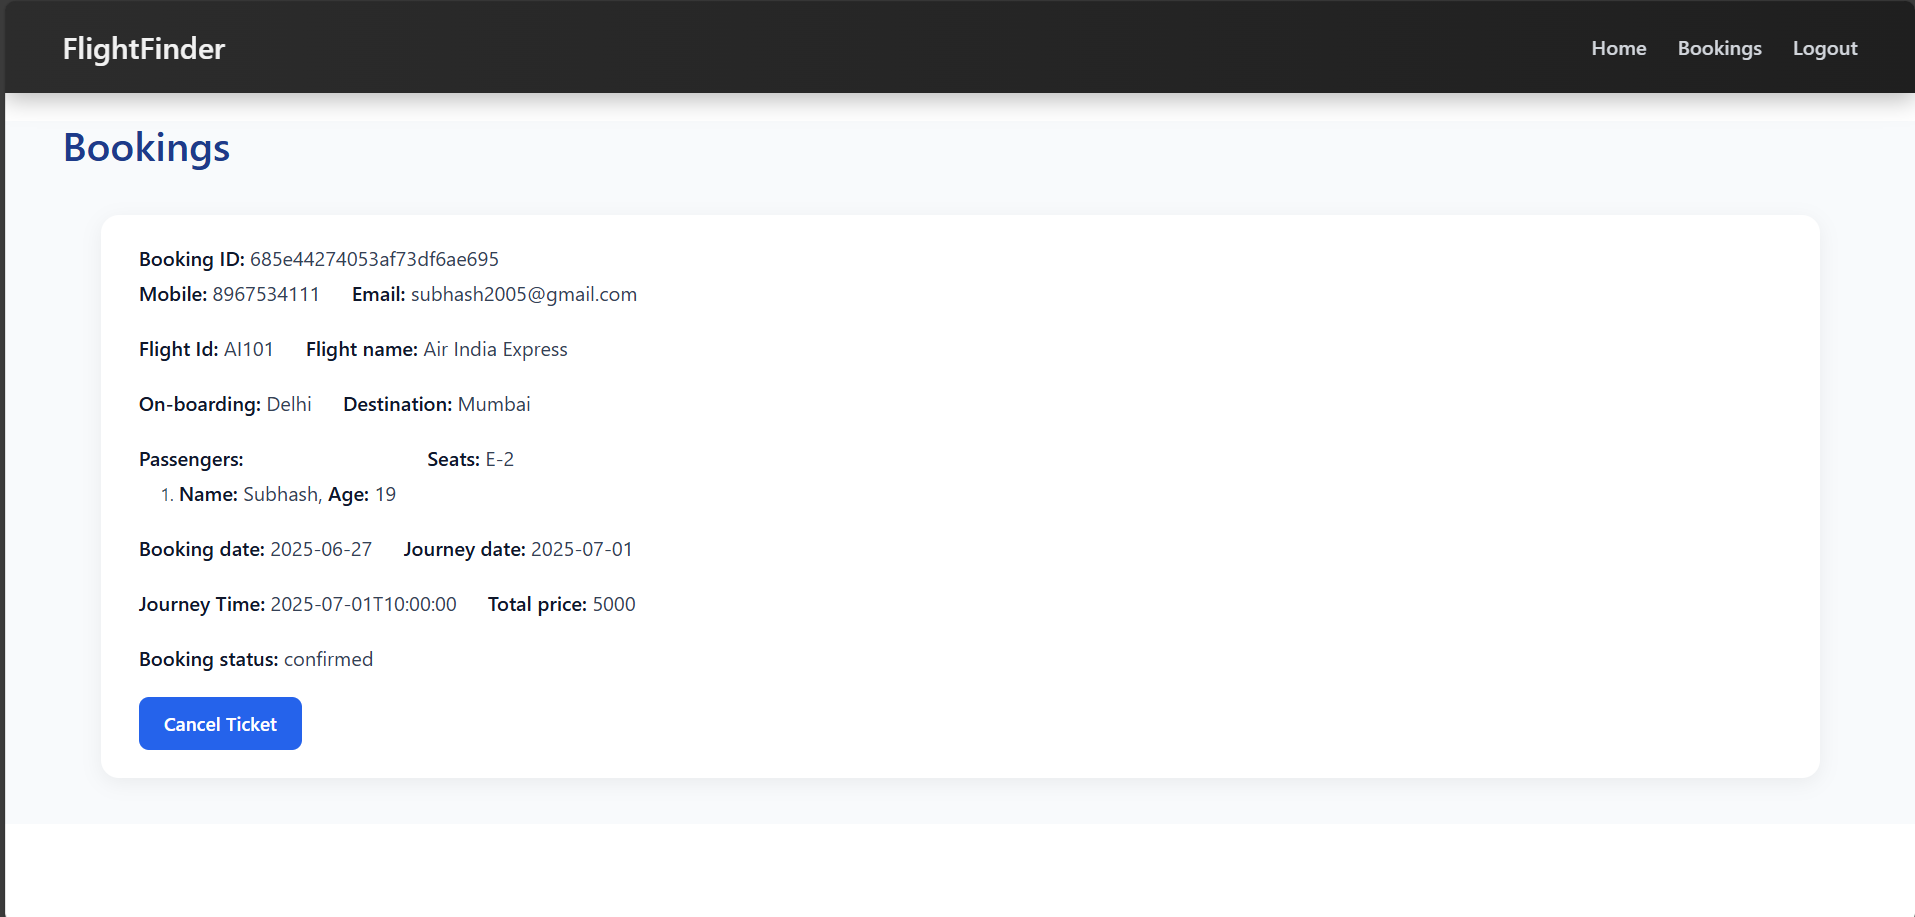 FlightFinder
Home Bookings Logout
Bookings
Booking ID: 685e44274053af73df6ae695
Mobile: 8967534111 Email: subhash2005@gmail.com
Flight Id: AI101 Flight name: Air India Express
On-boarding: Delhi Destination: Mumbai
Passengers: Seats: E-2
1. Name: Subhash, Age: 19
Booking date: 2025-06-27 Journey date: 2025-07-01
Journey Time: 2025-07-01T10:00:00 Total price: 5000
Booking status: confirmed
Cancel Ticket